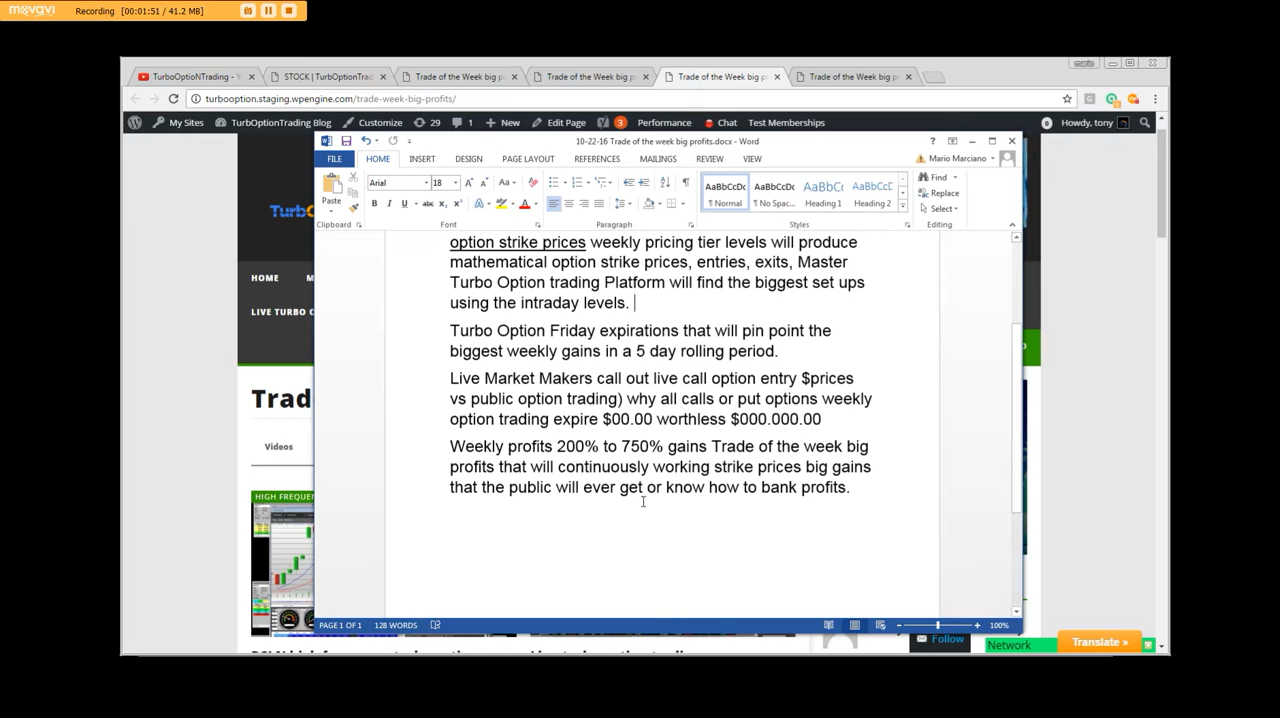 movavi
Recording [00:01:51 / 41.2 MB]
mario
TurboOptioNTrading - Y
STOCK | TurbOptionTrad
Trade of the Week big p
Trade of the Week big p
Trade of the Week big p
Trade of the Week big p
turbooption.staging.wpengine.com/trade-week-big-profits/
My Sites
TurbOptionTrading Blog
Customize
29
1
New
Edit Page
3
Performance
Chat
Test Memberships
Howdy, tony
10-22-16 Trade of the week big profits.docx - Word
FILE HOME INSERT DESIGN PAGE LAYOUT REFERENCES MAILINGS REVIEW VIEW
Mario Marciano
Paste
Arial 18
AaBbCcDc AaBbCcDc AaBbC AaBbCcD
¶ Normal ¶ No Spac... Heading 1 Heading 2
Find
Replace
Select
Clipboard Font Paragraph Styles Editing
Turb
HOME
M
LIVE TURBO
Trad
Videos
HIGH FREQUEN
option strike prices weekly pricing tier levels will produce
mathematical option strike prices, entries, exits, Master
Turbo Option trading Platform will find the biggest set ups
using the intraday levels.
Turbo Option Friday expirations that will pin point the
biggest weekly gains in a 5 day rolling period.
Live Market Makers call out live call option entry $prices
vs public option trading) why all calls or put options weekly
option trading expire $00.00 worthless $000.000.00
Weekly profits 200% to 750% gains Trade of the week big
profits that will continuously working strike prices big gains
that the public will ever get or know how to bank profits.
PAGE 1 OF 1 128 WORDS
100%
Follow
Network
Translate »